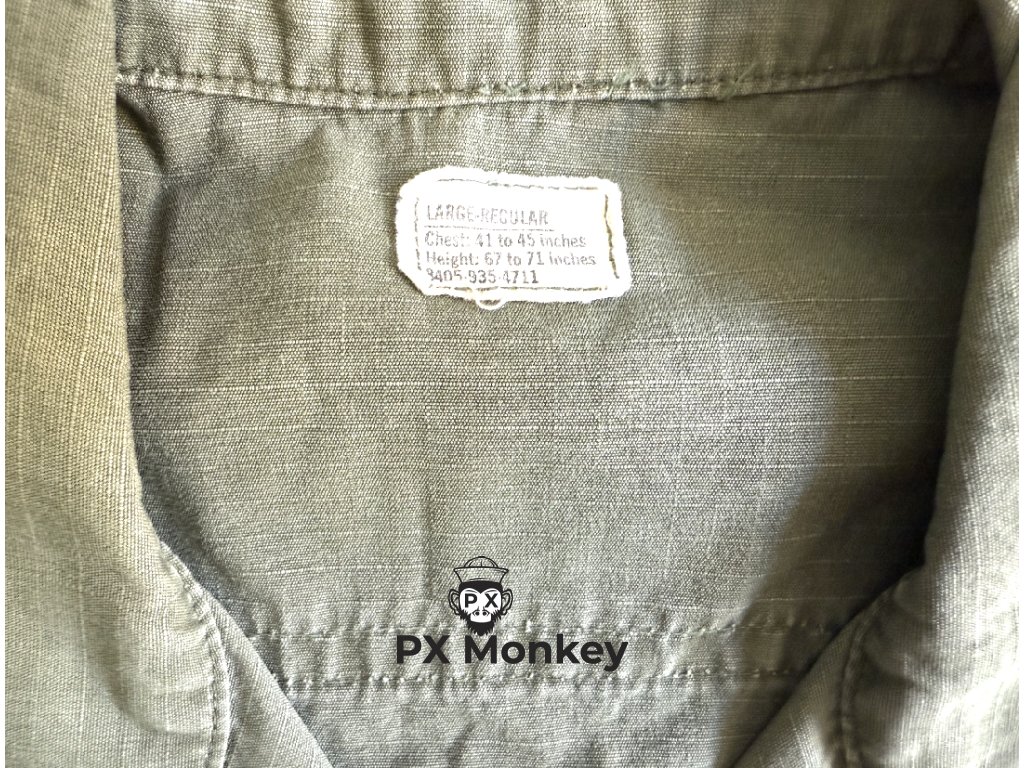 LARGE-REGULAR
Chest: 41 to 45 inches
Height: 67 to 71 inches
8405-935-4711
PX
PX Monkey